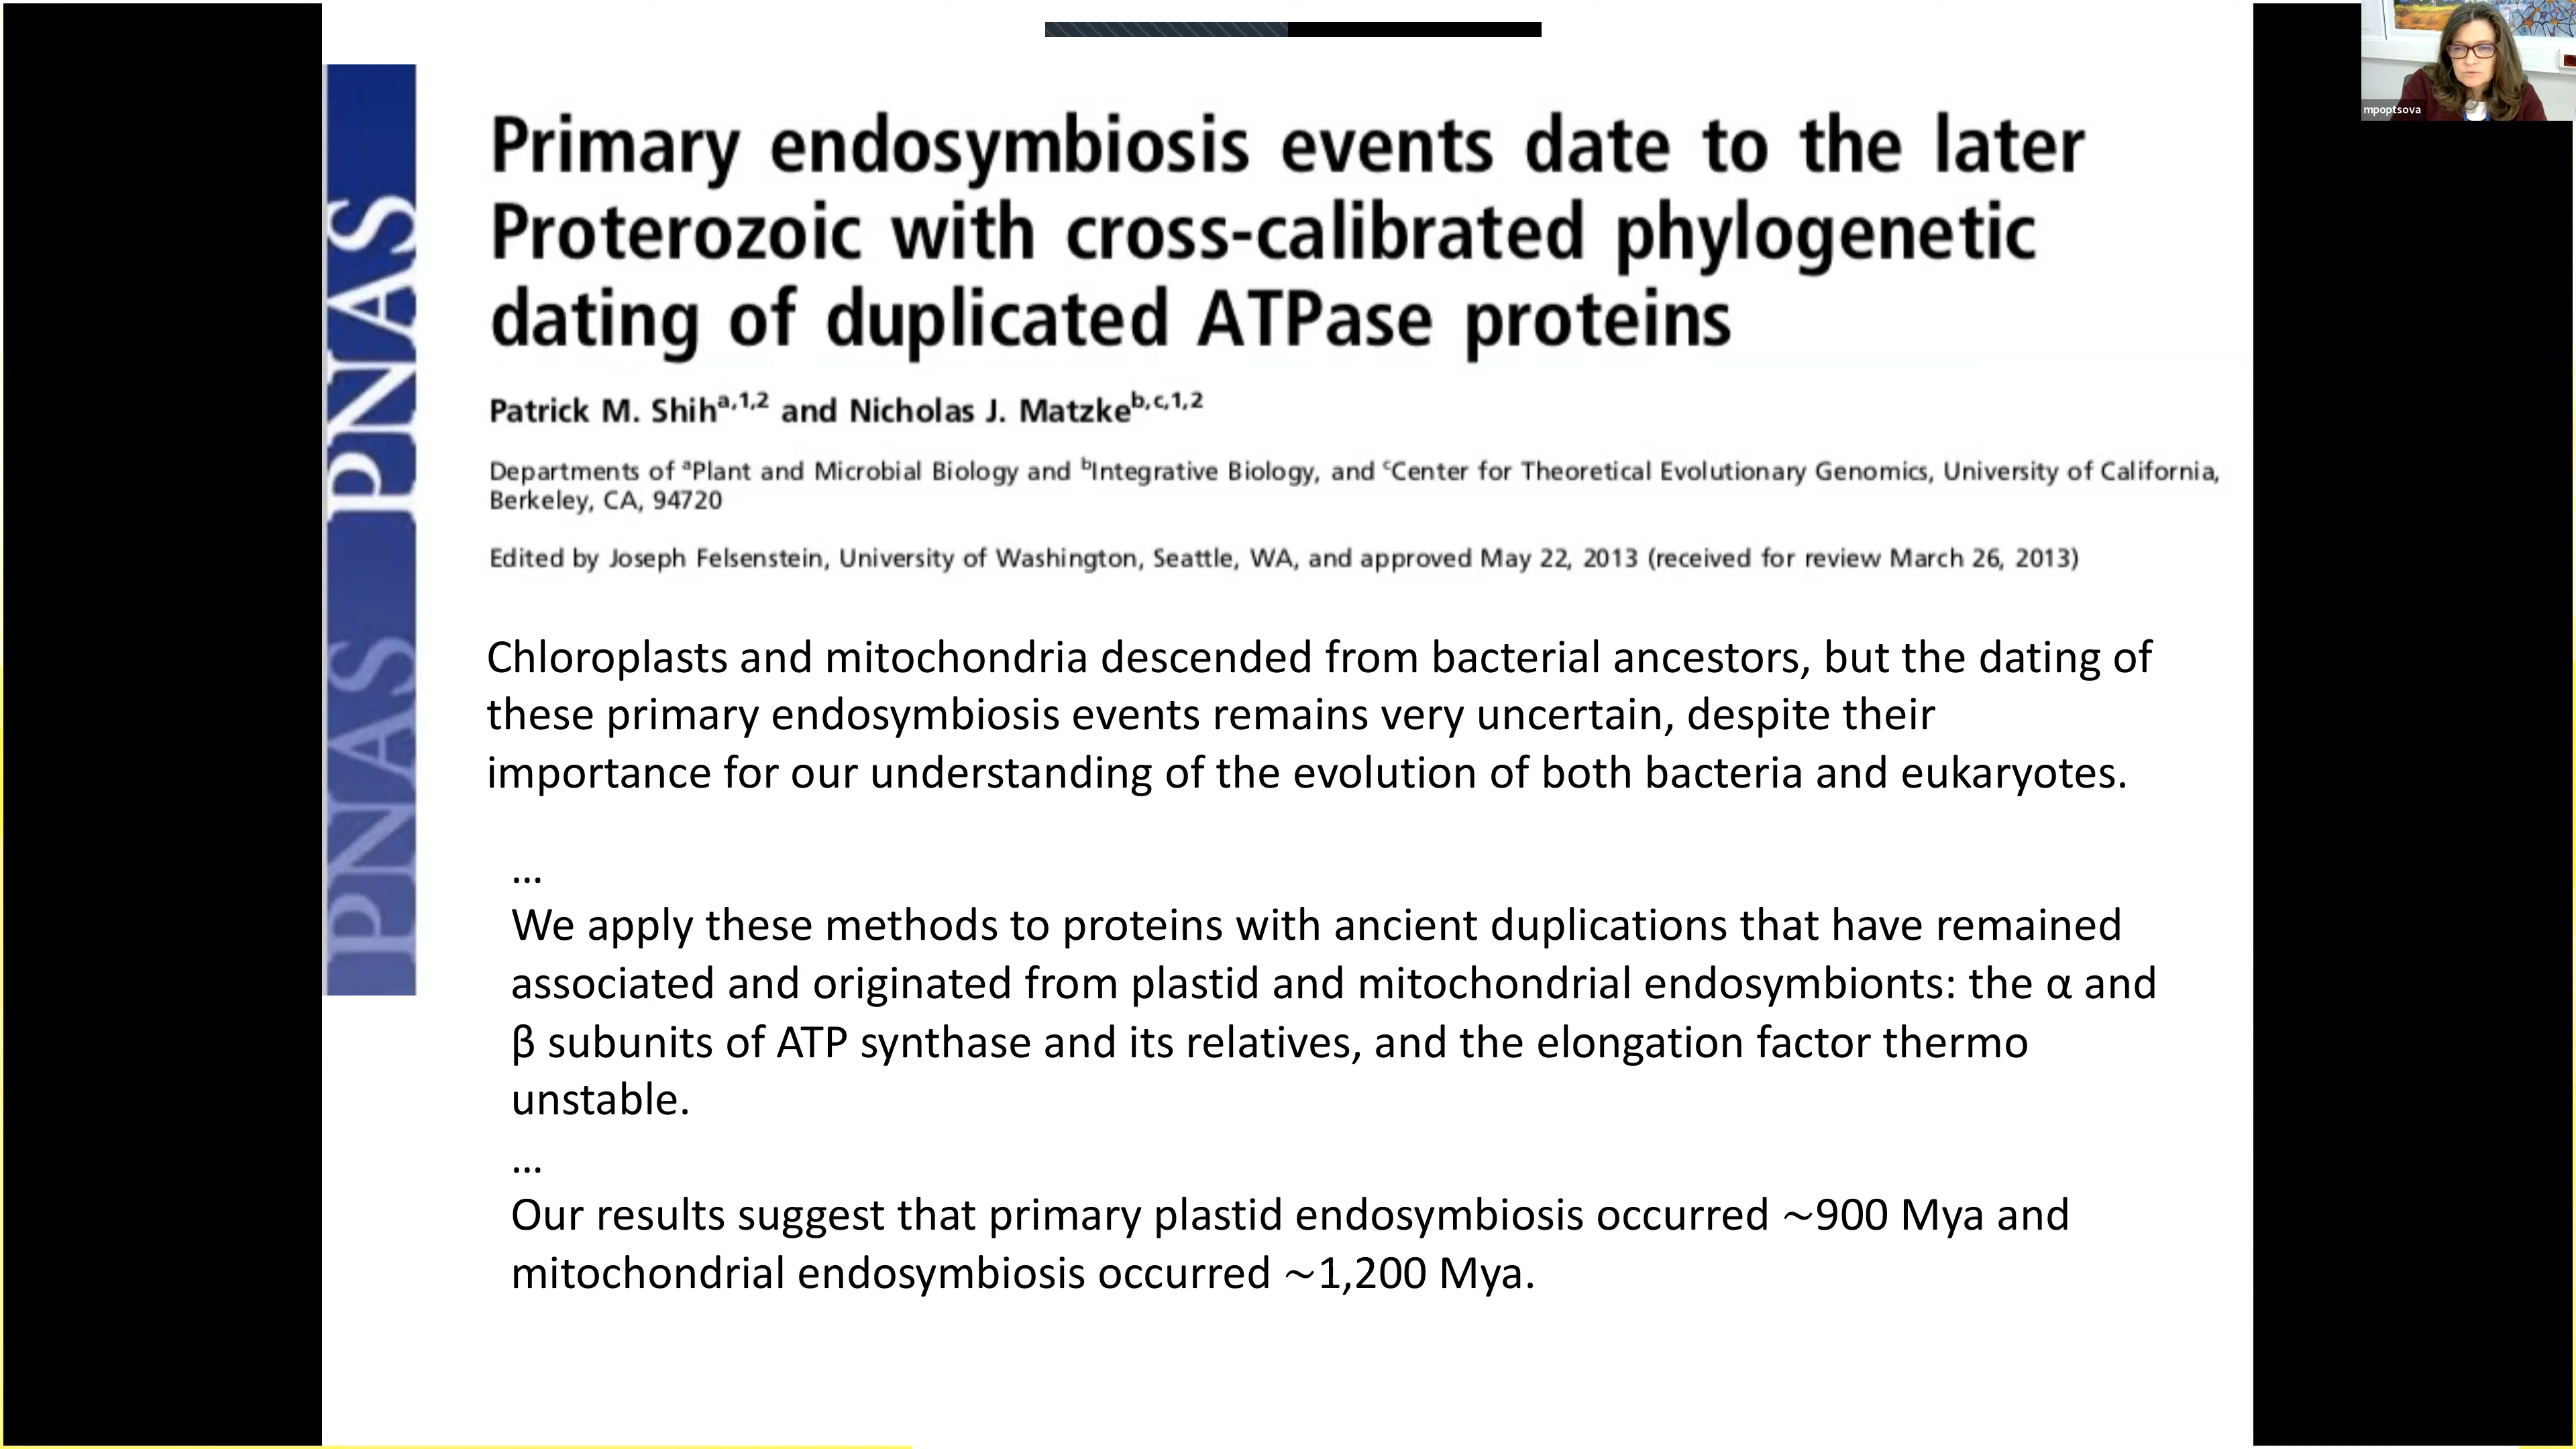 mpoptsova
PNAS PNAS
Primary endosymbiosis events date to the later
Proterozoic with cross-calibrated phylogenetic
dating of duplicated ATPase proteins
Patrick M. Shiha,1,2 and Nicholas J. Matzkeb,c,1,2
Departments of aPlant and Microbial Biology and bIntegrative Biology, and cCenter for Theoretical Evolutionary Genomics, University of California,
Berkeley, CA, 94720
Edited by Joseph Felsenstein, University of Washington, Seattle, WA, and approved May 22, 2013 (received for review March 26, 2013)
Chloroplasts and mitochondria descended from bacterial ancestors, but the dating of
these primary endosymbiosis events remains very uncertain, despite their
importance for our understanding of the evolution of both bacteria and eukaryotes.
...
We apply these methods to proteins with ancient duplications that have remained
associated and originated from plastid and mitochondrial endosymbionts: the α and
β subunits of ATP synthase and its relatives, and the elongation factor thermo
unstable.
...
Our results suggest that primary plastid endosymbiosis occurred ∼900 Mya and
mitochondrial endosymbiosis occurred ∼1,200 Mya.